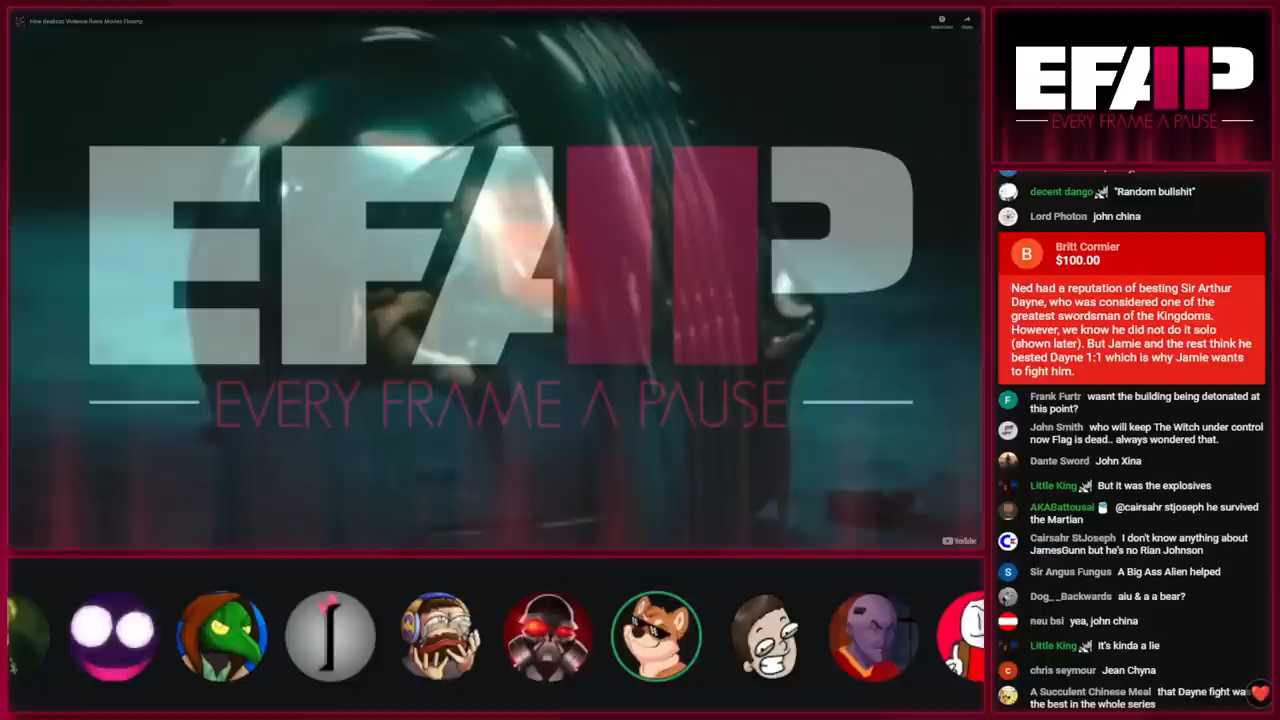 How Realistic Violence Ruins Movies
EFAP
EVERY FRAME A PAUSE
YouTube
EFAP
EVERY FRAME A PAUSE
decent dango "Random bullshit"
Lord Photon john china
B
Britt Cormier
$100.00
Ned had a reputation of besting Sir Arthur
Dayne, who was considered one of the
greatest swordsman of the Kingdoms.
However, we know he did not do it solo
(shown later). But Jamie and the rest think he
bested Dayne 1:1 which is why Jamie wants
to fight him.
F
Frank Furtr wasnt the building being detonated at
this point?
John Smith who will keep The Witch under control
now Flag is dead.. always wondered that.
Dante Sword John Xina
Little King But it was the explosives
AKABattousai @cairsahr stjoseph he survived
the Martian
Cairsahr StJoseph I don't know anything about
JamesGunn but he's no Rian Johnson
S
Sir Angus Fungus A Big Ass Alien helped
Dog__Backwards aiu & a a bear?
neu bsi yea, john china
Little King It's kinda a lie
c
chris seymour Jean Chyna
A Succulent Chinese Meal that Dayne fight wa
the best in the whole series